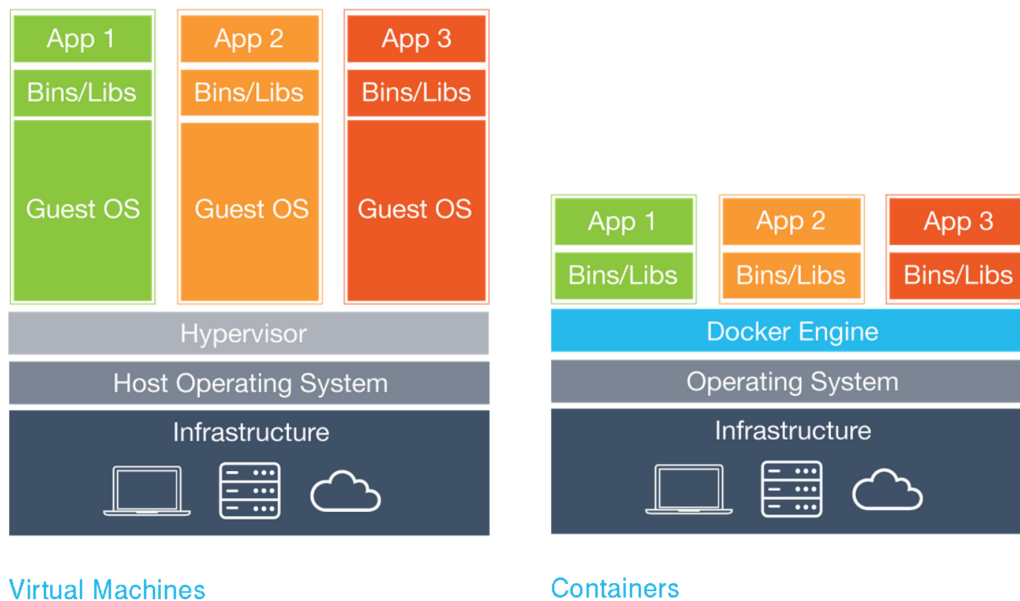 App 1
App 2
App 3
Bins/Libs
Bins/Libs
Bins/Libs
Guest OS
Guest OS
Guest OS
Hypervisor
Host Operating System
Infrastructure
Virtual Machines
App 1
App 2
App 3
Bins/Libs
Bins/Libs
Bins/Libs
Docker Engine
Operating System
Infrastructure
Containers